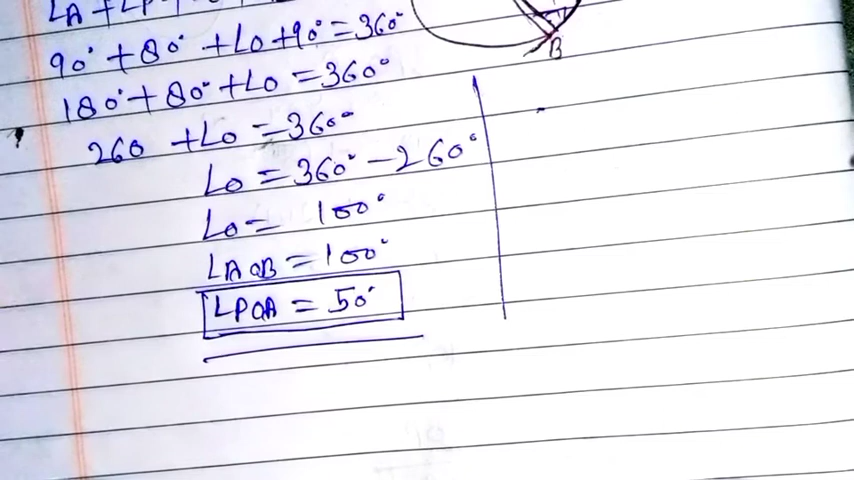 ∠A + ∠P +
90° + 80° + ∠O + 90° = 360°
180° + 80° + ∠O = 360°
260 + ∠O = 360°
∠O = 360° - 260°
∠O = 100°
∠AOB = 100°
∠POA = 50°
B